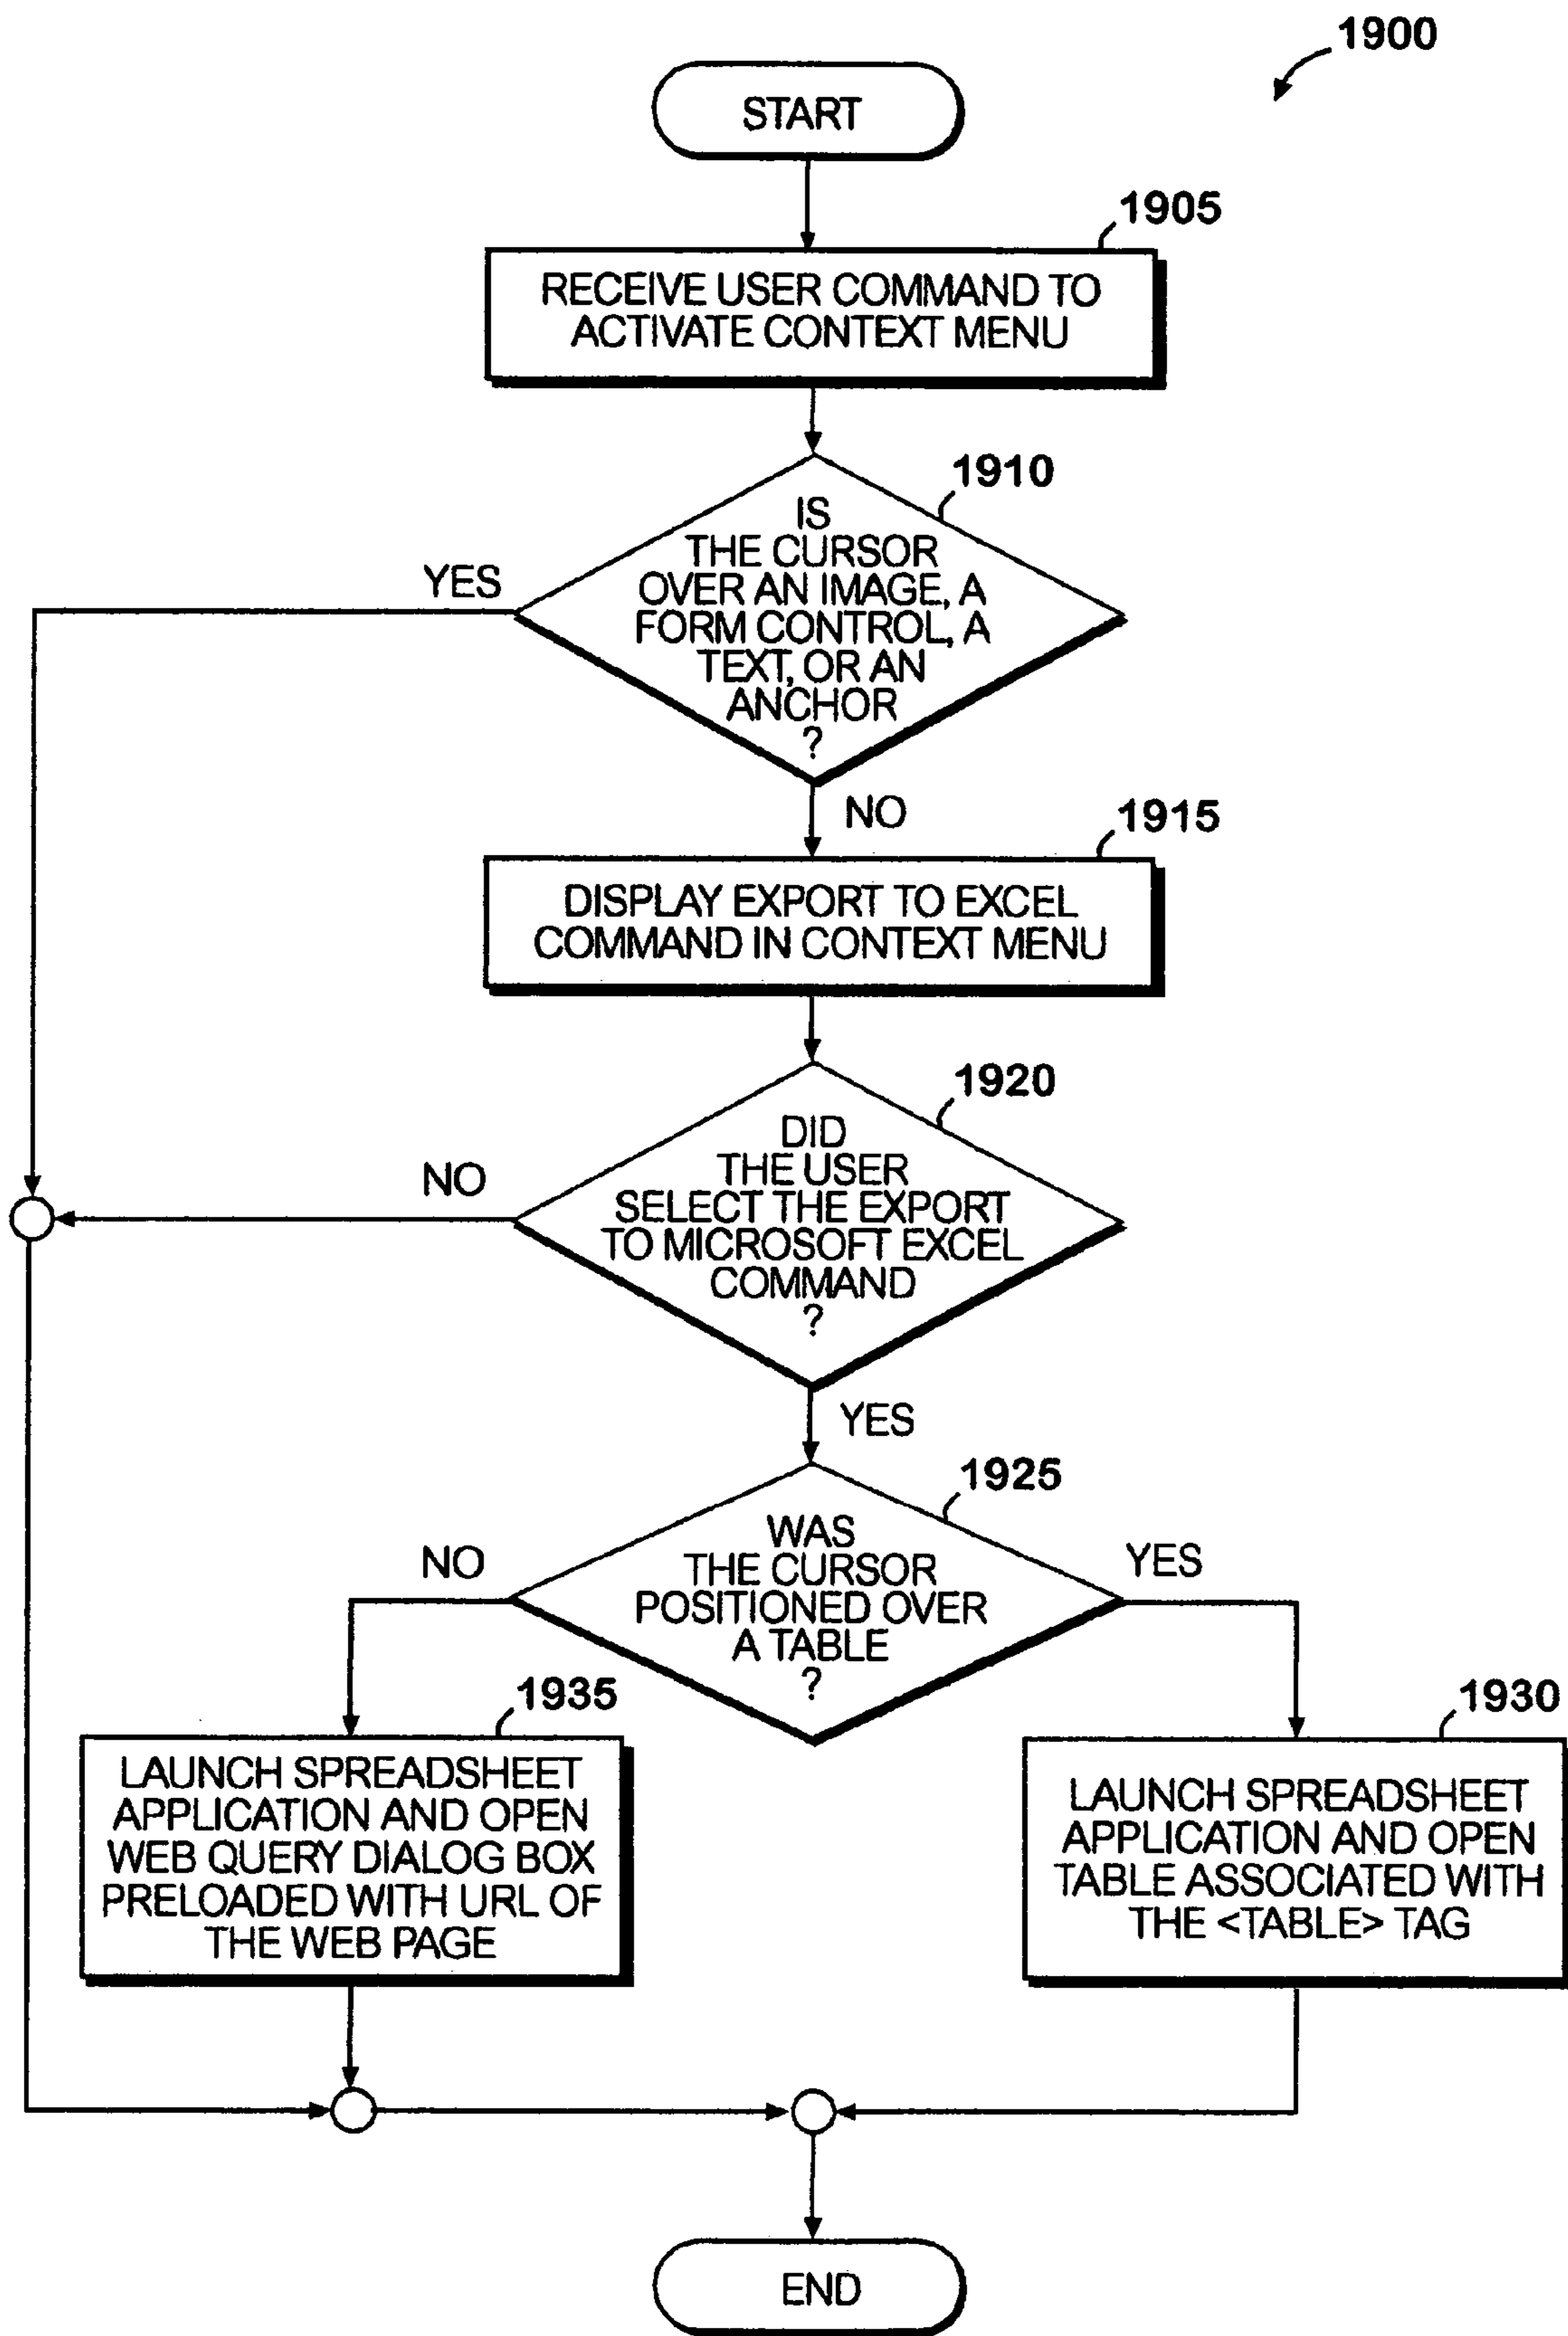 1900
START
1905
RECEIVE USER COMMAND TO
ACTIVATE CONTEXT MENU
1910
IS
THE CURSOR
OVER AN IMAGE, A
FORM CONTROL, A
TEXT, OR AN
ANCHOR
?
YES
NO
1915
DISPLAY EXPORT TO EXCEL
COMMAND IN CONTEXT MENU
1920
DID
THE USER
SELECT THE EXPORT
TO MICROSOFT EXCEL
COMMAND
?
NO
YES
1925
WAS
THE CURSOR
POSITIONED OVER
A TABLE
?
NO
YES
1935
LAUNCH SPREADSHEET
APPLICATION AND OPEN
WEB QUERY DIALOG BOX
PRELOADED WITH URL OF
THE WEB PAGE
1930
LAUNCH SPREADSHEET
APPLICATION AND OPEN
TABLE ASSOCIATED WITH
THE <TABLE> TAG
END